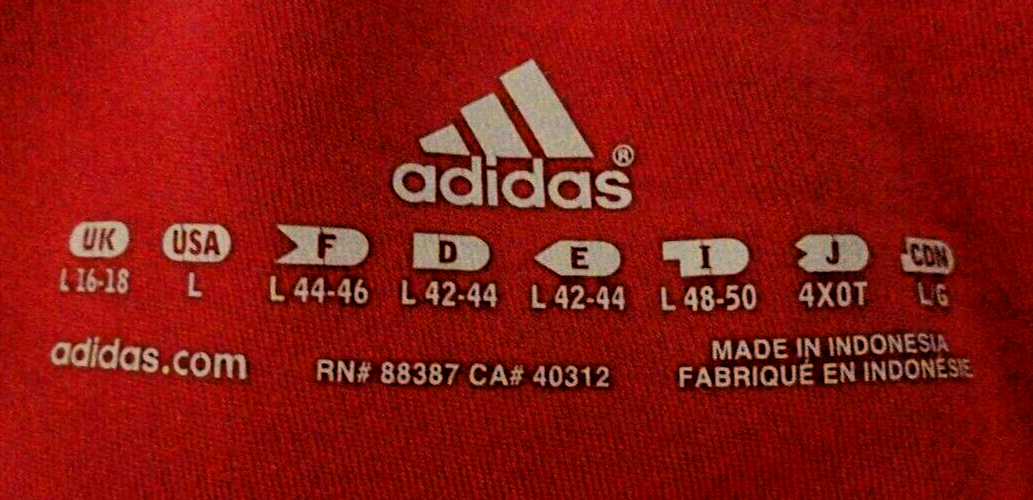 adidas®
UK USA F D E I J CDN
L 16-18 L L 44-46 L 42-44 L 42-44 L 48-50 4XOT L/G
adidas.com RN# 88387 CA# 40312 MADE IN INDONESIA
FABRIQUÉ EN INDONÉSIE